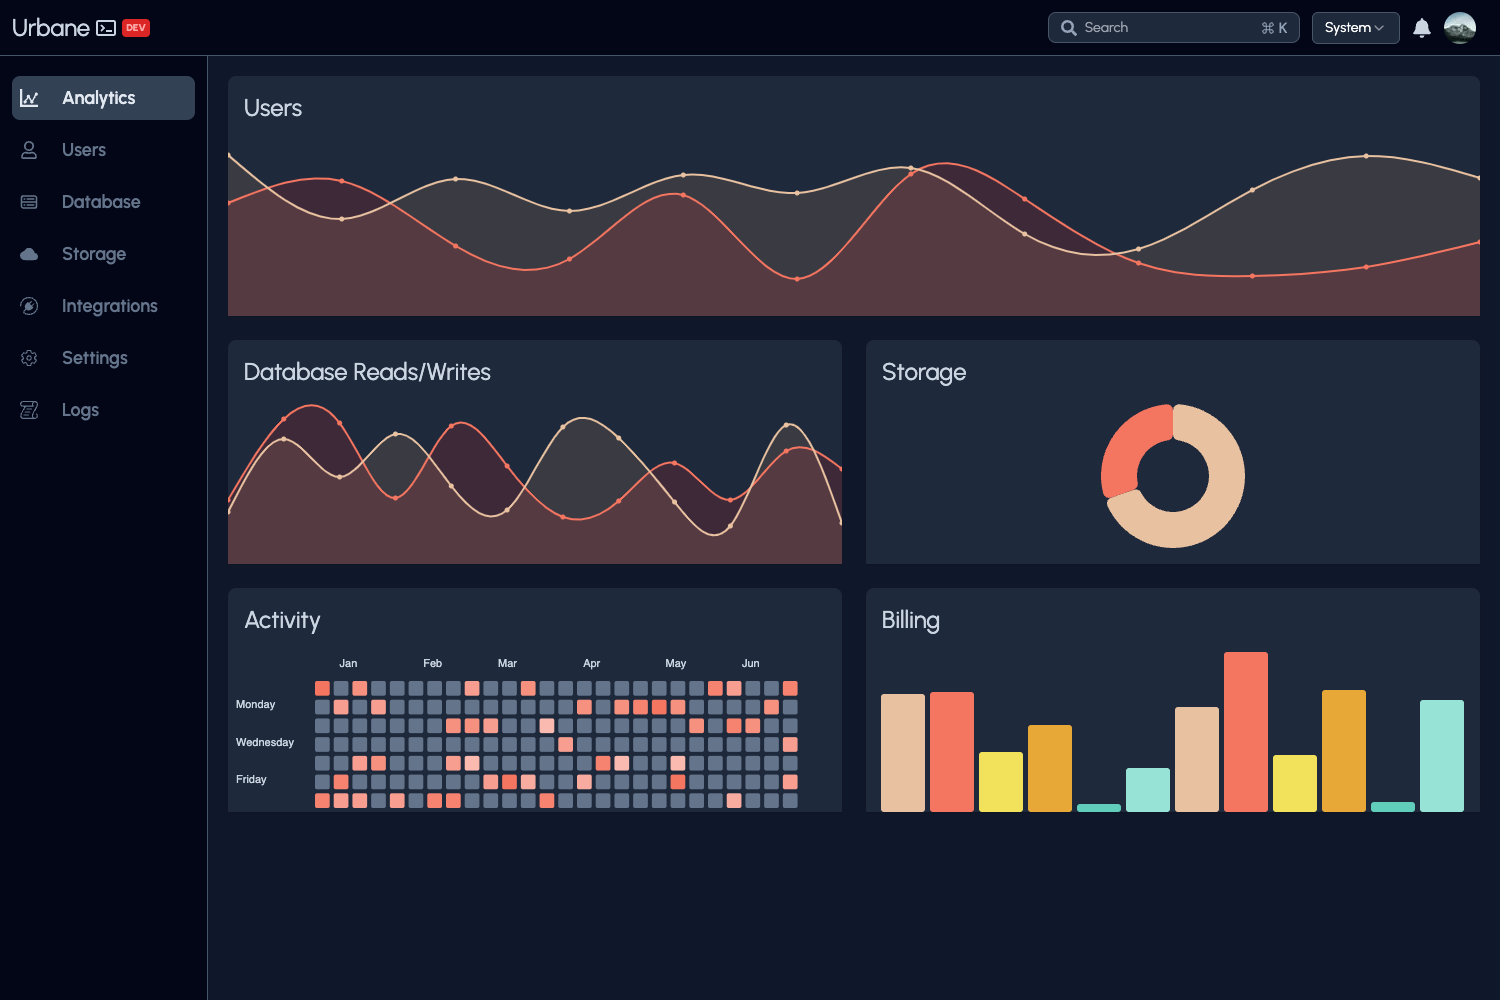 Urbane DEV
Search ⌘ K
System
Analytics
Users
Database
Storage
Integrations
Settings
Logs
Users
Database Reads/Writes
Storage
Activity
Jan Feb Mar Apr May Jun
Monday
Wednesday
Friday
Billing